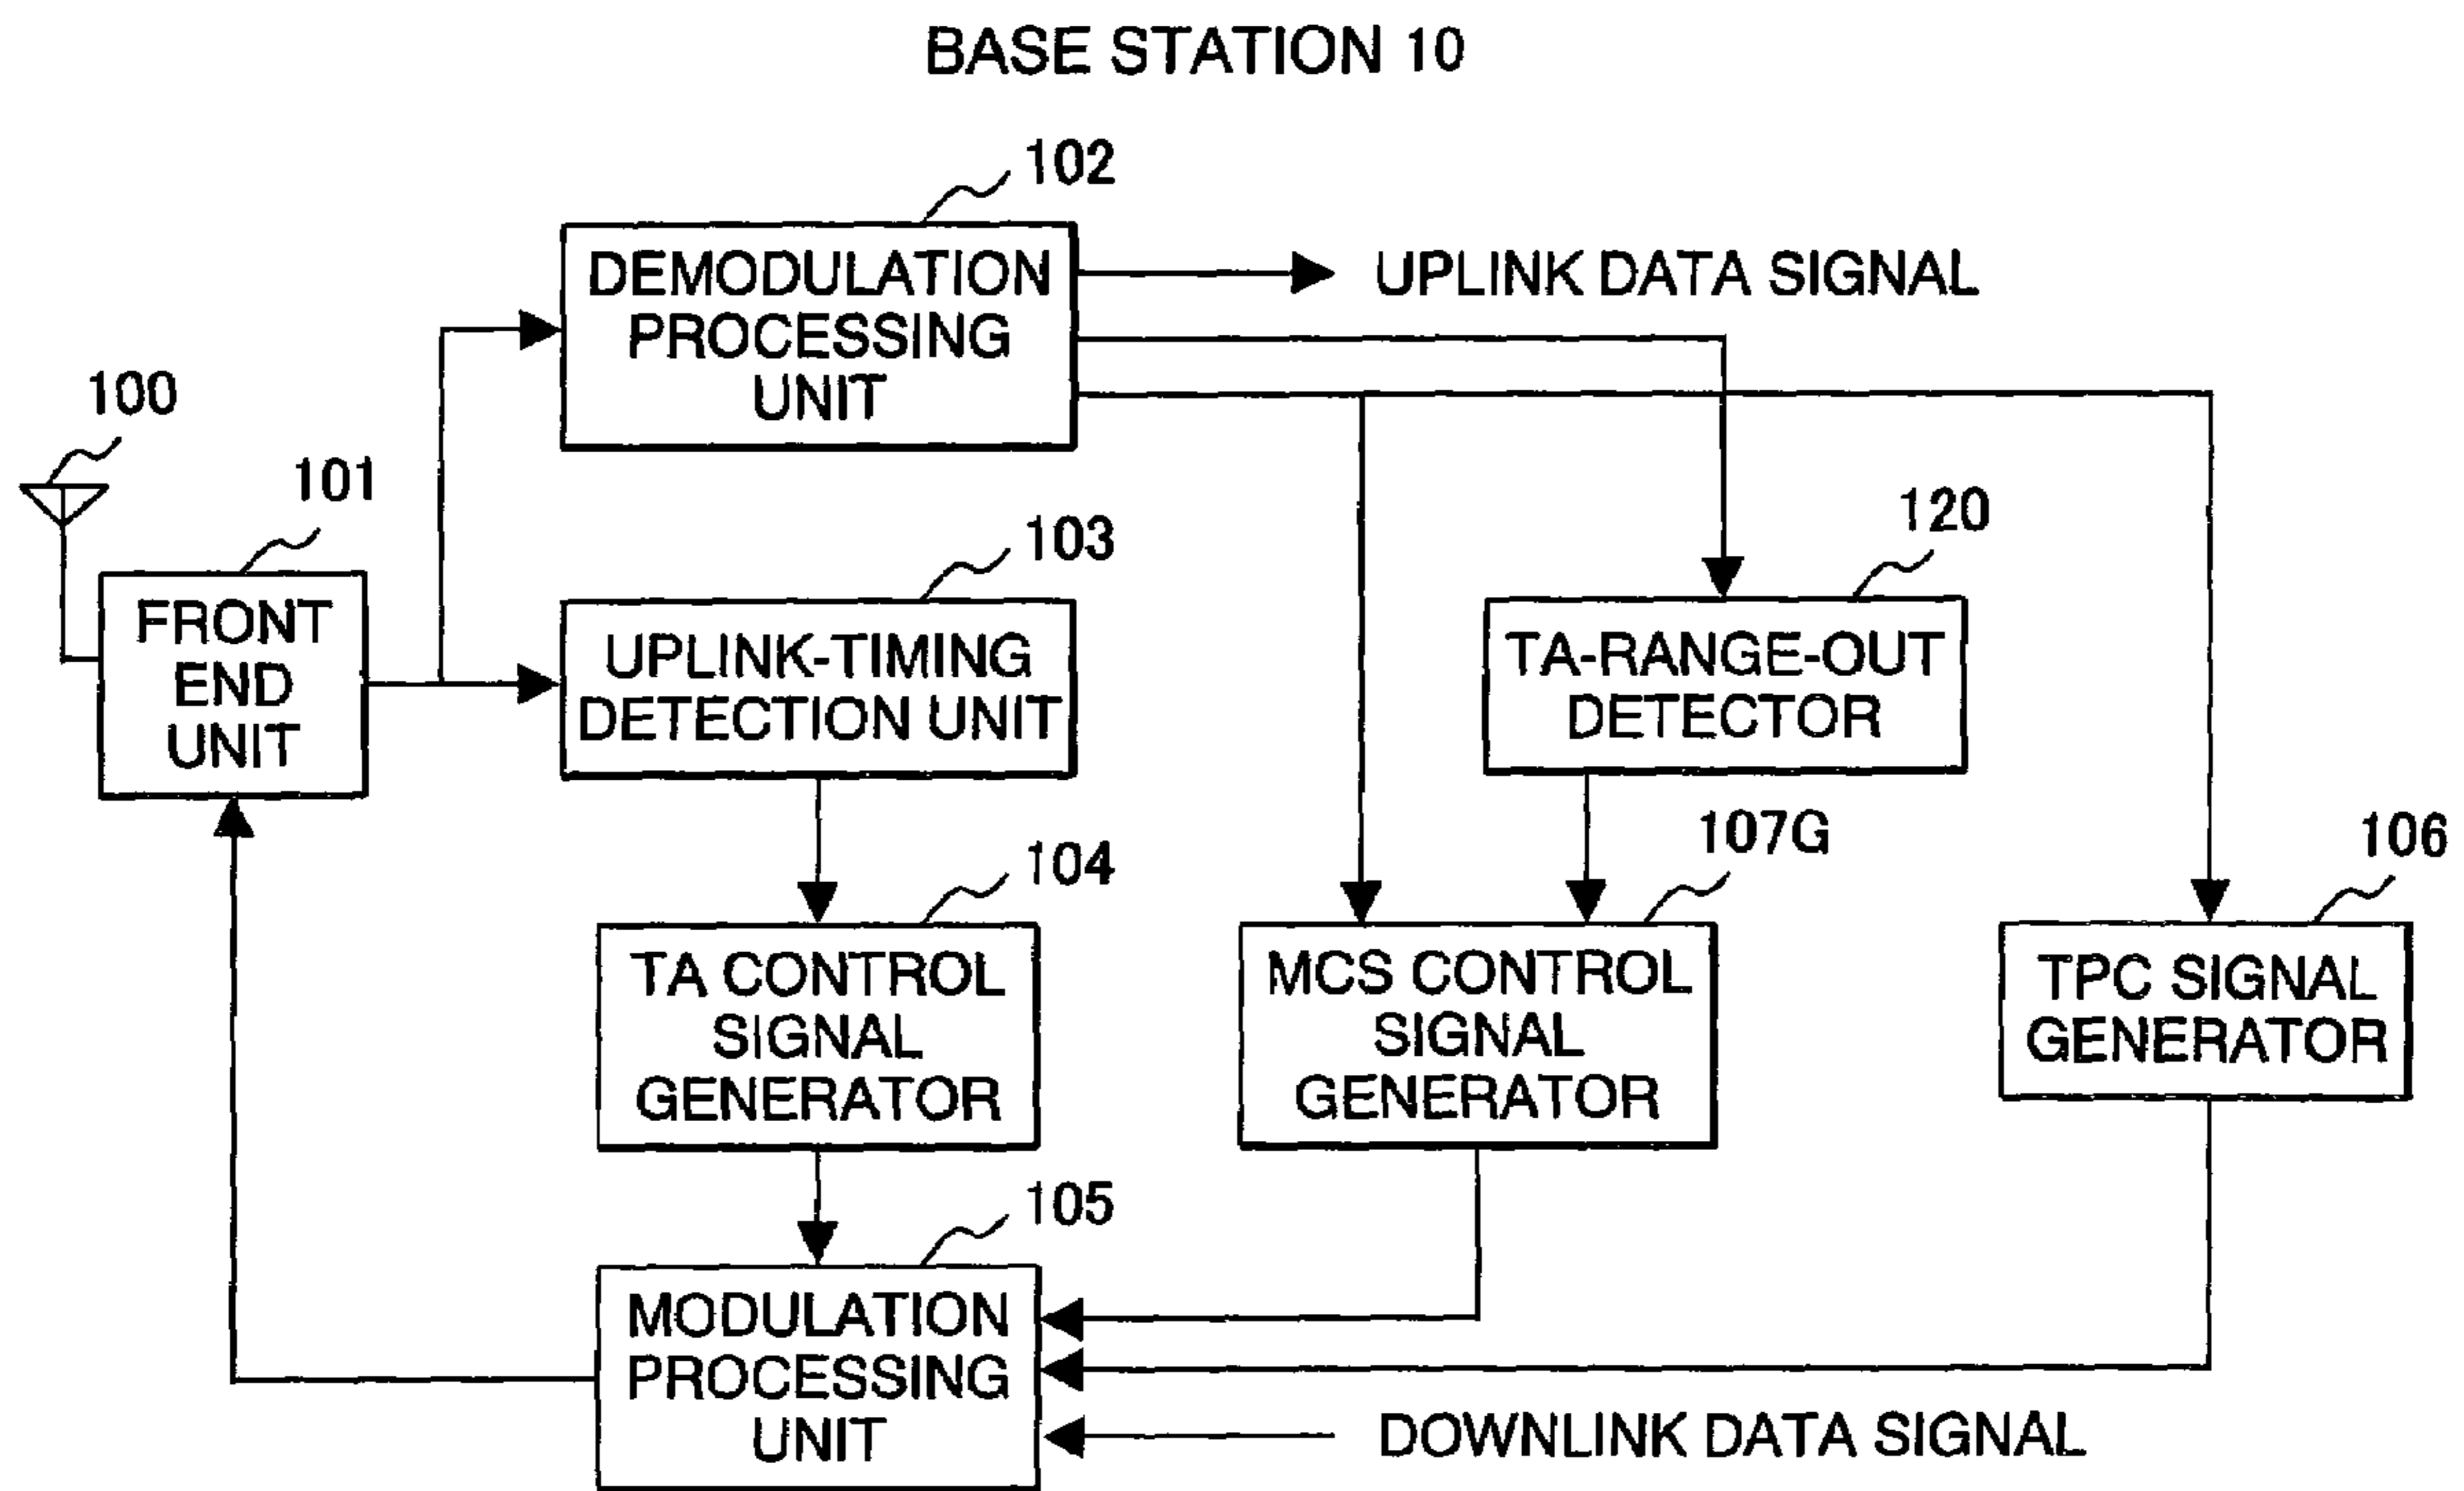 BASE STATION 10
102
DEMODULATION
PROCESSING
UNIT
UPLINK DATA SIGNAL
100
101
FRONT
END
UNIT
103
UPLINK-TIMING
DETECTION UNIT
120
TA-RANGE-OUT
DETECTOR
104
TA CONTROL
SIGNAL
GENERATOR
107G
MCS CONTROL
SIGNAL
GENERATOR
106
TPC SIGNAL
GENERATOR
105
MODULATION
PROCESSING
UNIT
DOWNLINK DATA SIGNAL